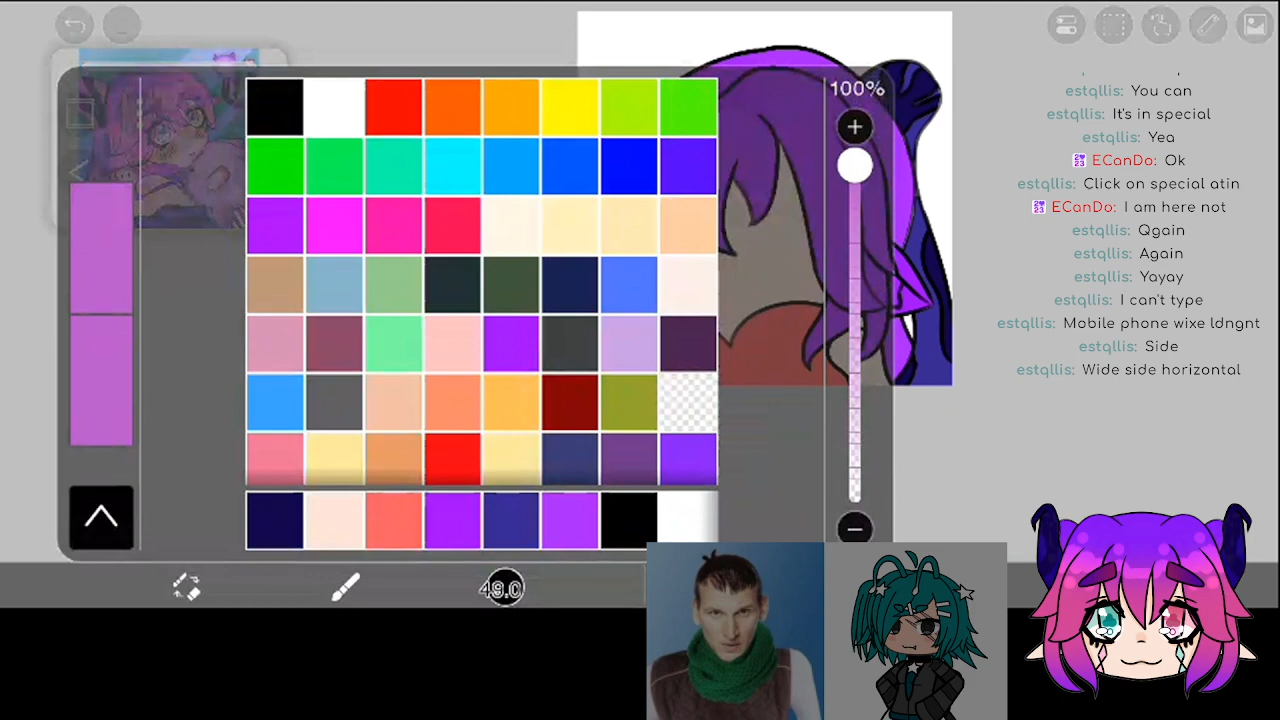 100%
estqllis: You can
estqllis: It's in special
estqllis: Yea
ECanDo: Ok
estqllis: Click on special atin
ECanDo: I am here not
estqllis: Qgain
estqllis: Again
estqllis: Yayay
estqllis: I can't type
estqllis: Mobile phone wixe ldngnt
estqllis: Side
estqllis: Wide side horizontal
49.0